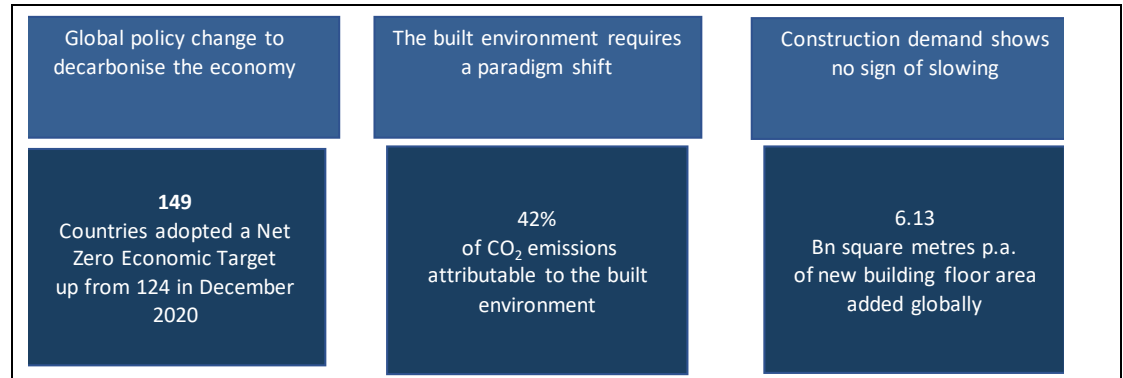 Global policy change to
decarbonise the economy
149
Countries adopted a Net
Zero Economic Target
up from 124 in December
2020
The built environment requires
a paradigm shift
42%
of CO₂ emissions
attributable to the built
environment
Construction demand shows
no sign of slowing
6.13
Bn square metres p.a.
of new building floor area
added globally